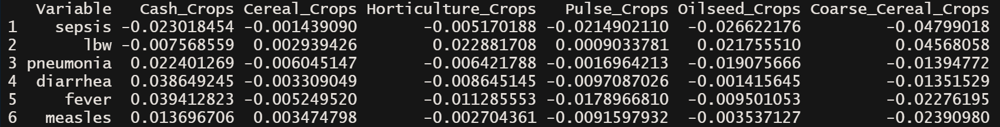 Variable Cash_Crops Cereal_Crops Horticulture_Crops Pulse_Crops Oilseed_Crops Coarse_Cereal_Crops
1 sepsis -0.023018454 -0.001439090 -0.005170188 -0.0214902110 -0.026622176 -0.04799018
2 lbw -0.007568559 0.002939426 0.022881708 0.0009033781 0.021755510 0.04568058
3 pneumonia 0.022401269 -0.006045147 -0.006421788 -0.0016964213 -0.019075666 -0.01394772
4 diarrhea 0.038649245 -0.003309049 -0.008645145 -0.0097087026 -0.001415645 -0.01351529
5 fever 0.039412823 -0.005249520 -0.011285553 -0.0178966810 -0.009501053 -0.02276195
6 measles 0.013696706 0.003474798 -0.002704361 -0.0091597932 -0.003537127 -0.02390980